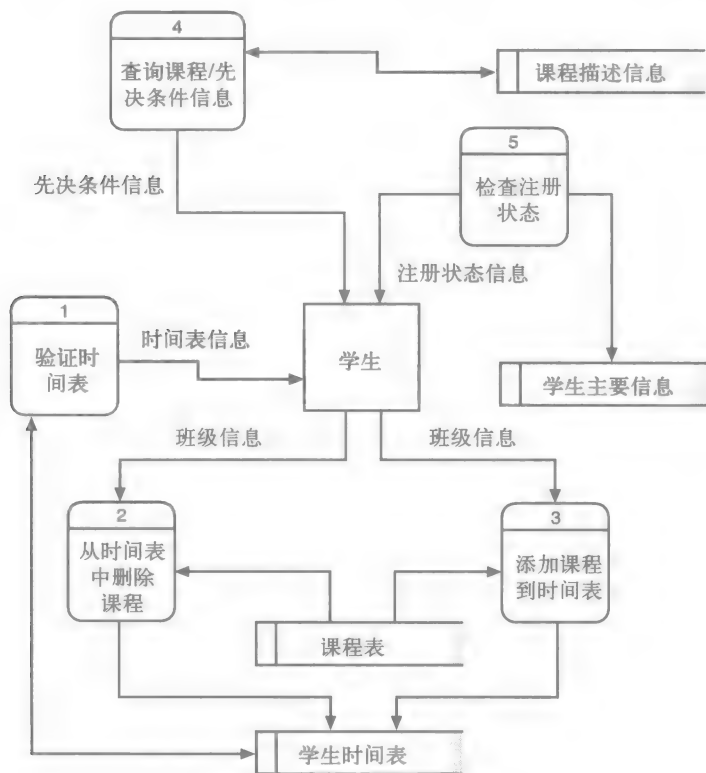 4
查询课程/先
决条件信息
课程描述信息
5
检查注册
状态
先决条件信息
注册状态信息
1
验证时
间表
时间表信息
学生
学生主要信息
班级信息
班级信息
2
从时间表
中删除
课程
3
添加课程
到时间表
课程表
学生时间表